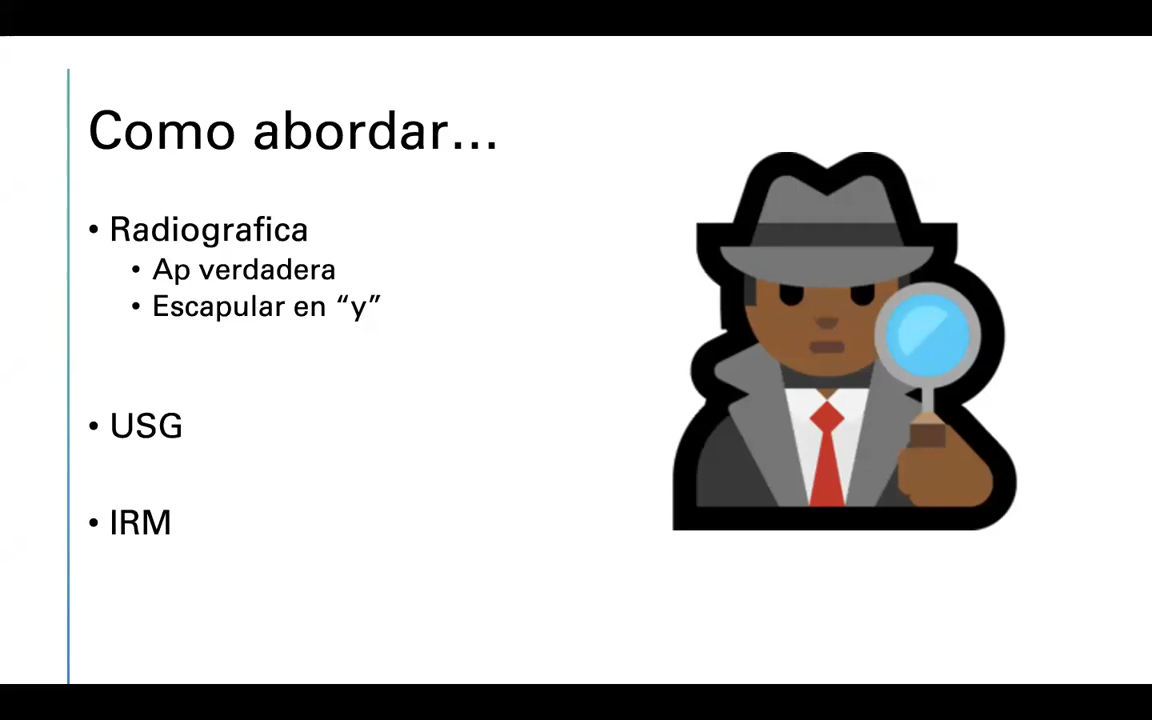 Como abordar...
• Radiografica
• Ap verdadera
• Escapular en “y”
• USG
• IRM